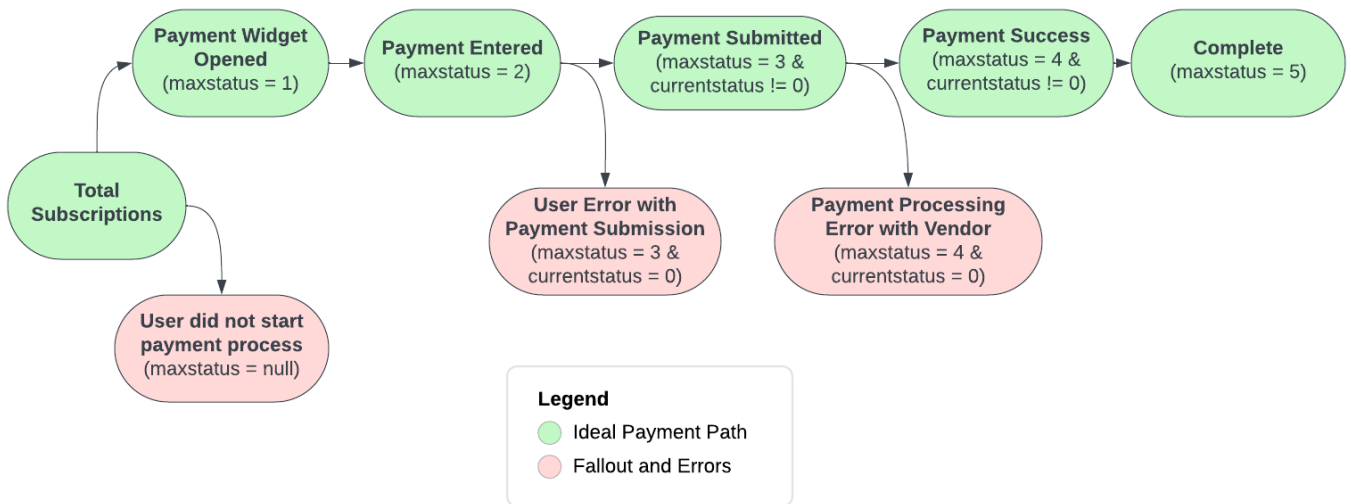 Payment Widget
Opened
(maxstatus = 1)
Payment Entered
(maxstatus = 2)
Payment Submitted
(maxstatus = 3 &
currentstatus != 0)
Payment Success
(maxstatus = 4 &
currentstatus != 0)
Complete
(maxstatus = 5)
Total
Subscriptions
User Error with
Payment Submission
(maxstatus = 3 &
currentstatus = 0)
Payment Processing
Error with Vendor
(maxstatus = 4 &
currentstatus = 0)
User did not start
payment process
(maxstatus = null)
Legend
Ideal Payment Path
Fallout and Errors